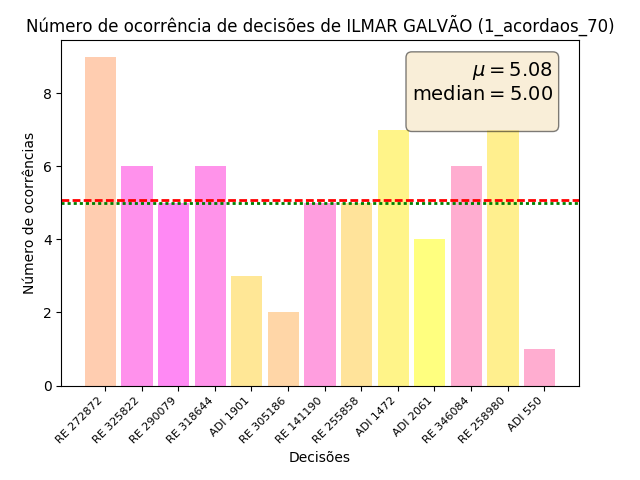 Número de ocorrência de decisões de ILMAR GALVÃO (1_acordaos_70)
μ = 5.08
median = 5.00
Número de ocorrências
8
6
4
2
0
RE 272872
RE 325822
RE 290079
RE 318644
ADI 1901
RE 305186
RE 141190
RE 255858
ADI 1472
ADI 2061
RE 346084
RE 258980
ADI 550
Decisões